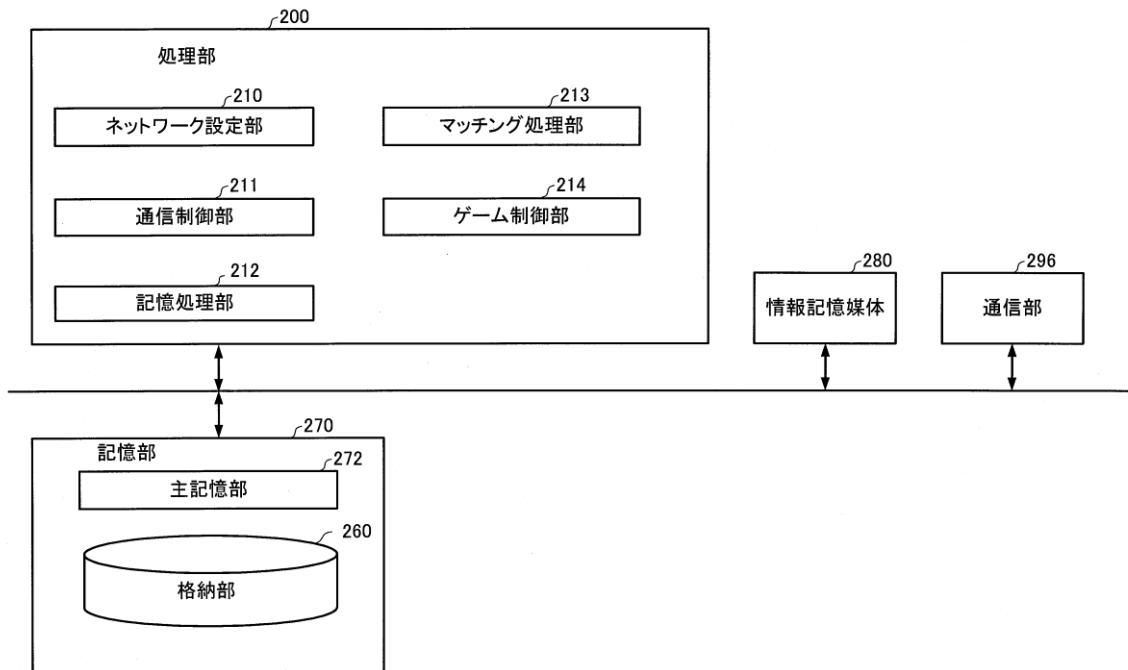 200
処理部
210
ネットワーク設定部
213
マッチング処理部
211
通信制御部
214
ゲーム制御部
212
記憶処理部
280
情報記憶媒体
296
通信部
270
記憶部
272
主記憶部
260
格納部